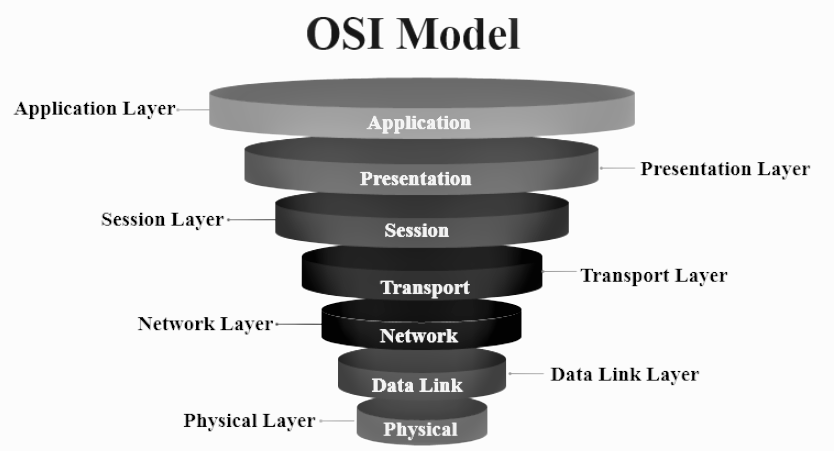 OSI Model
Application Layer
Application
Presentation
Presentation Layer
Session Layer
Session
Transport
Transport Layer
Network Layer
Network
Data Link
Data Link Layer
Physical Layer
Physical